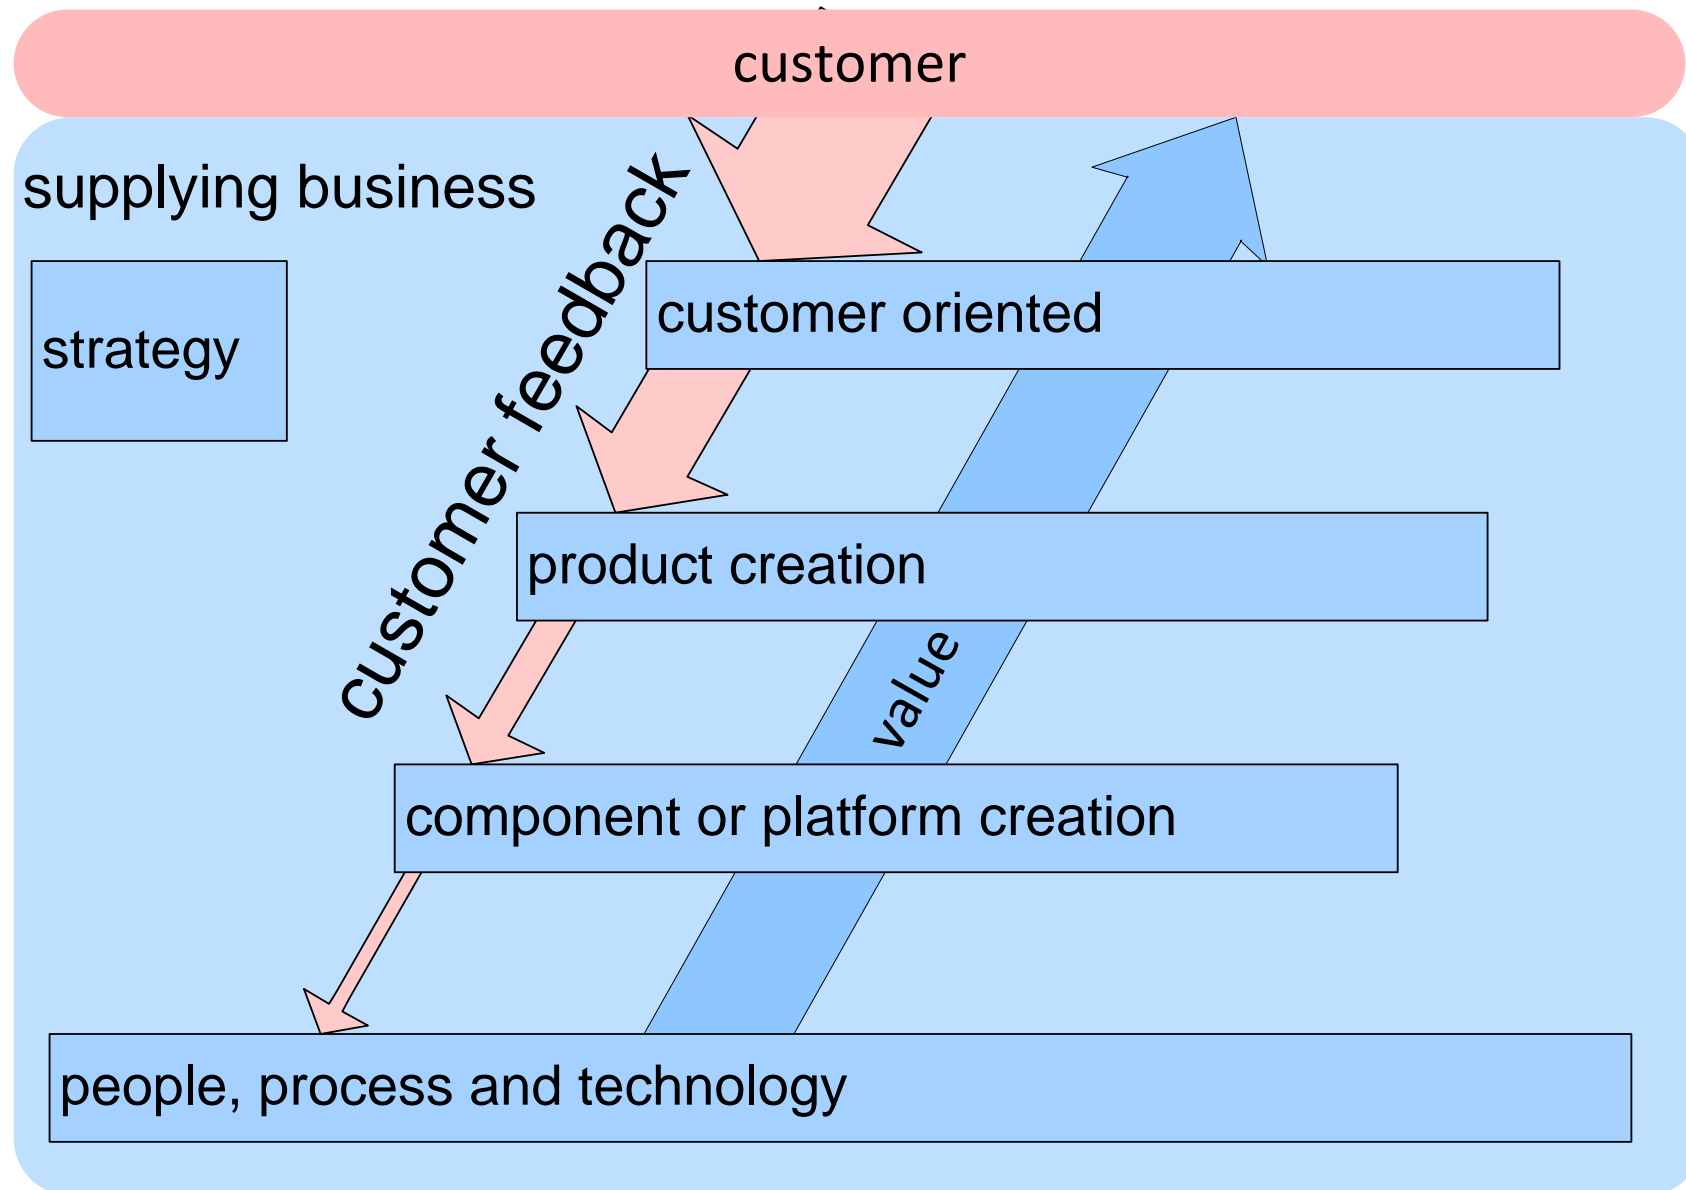 customer
supplying business
strategy
customer feedback
customer oriented
product creation
value
component or platform creation
people, process and technology